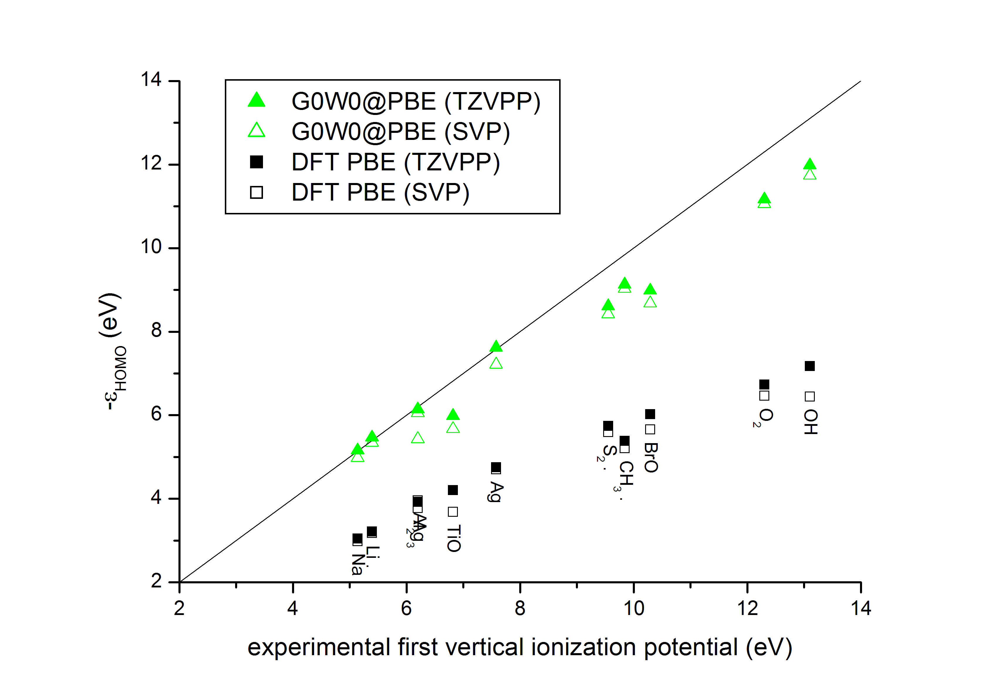 14
12
10
8
6
4
2
2
4
6
8
10
12
14
-εHOMO (eV)
experimental first vertical ionization potential (eV)
G0W0@PBE (TZVPP)
G0W0@PBE (SVP)
DFT PBE (TZVPP)
DFT PBE (SVP)
Na
Li.
Ag3
TiO
Ag
S2.
CH3.
BrO
O2
OH